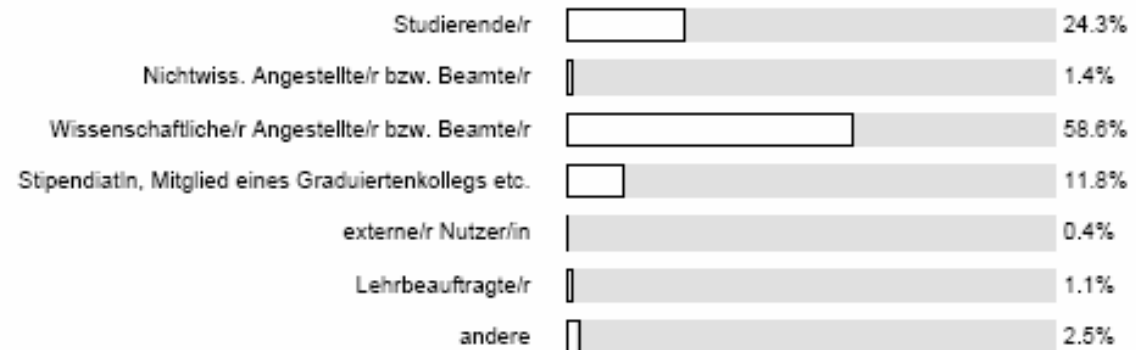 Studierende/r 24.3%
Nichtwiss. Angestellte/r bzw. Beamte/r 1.4%
Wissenschaftliche/r Angestellte/r bzw. Beamte/r 58.6%
StipendiatIn, Mitglied eines Graduiertenkollegs etc. 11.8%
externe/r Nutzer/in 0.4%
Lehrbeauftragte/r 1.1%
andere 2.5%